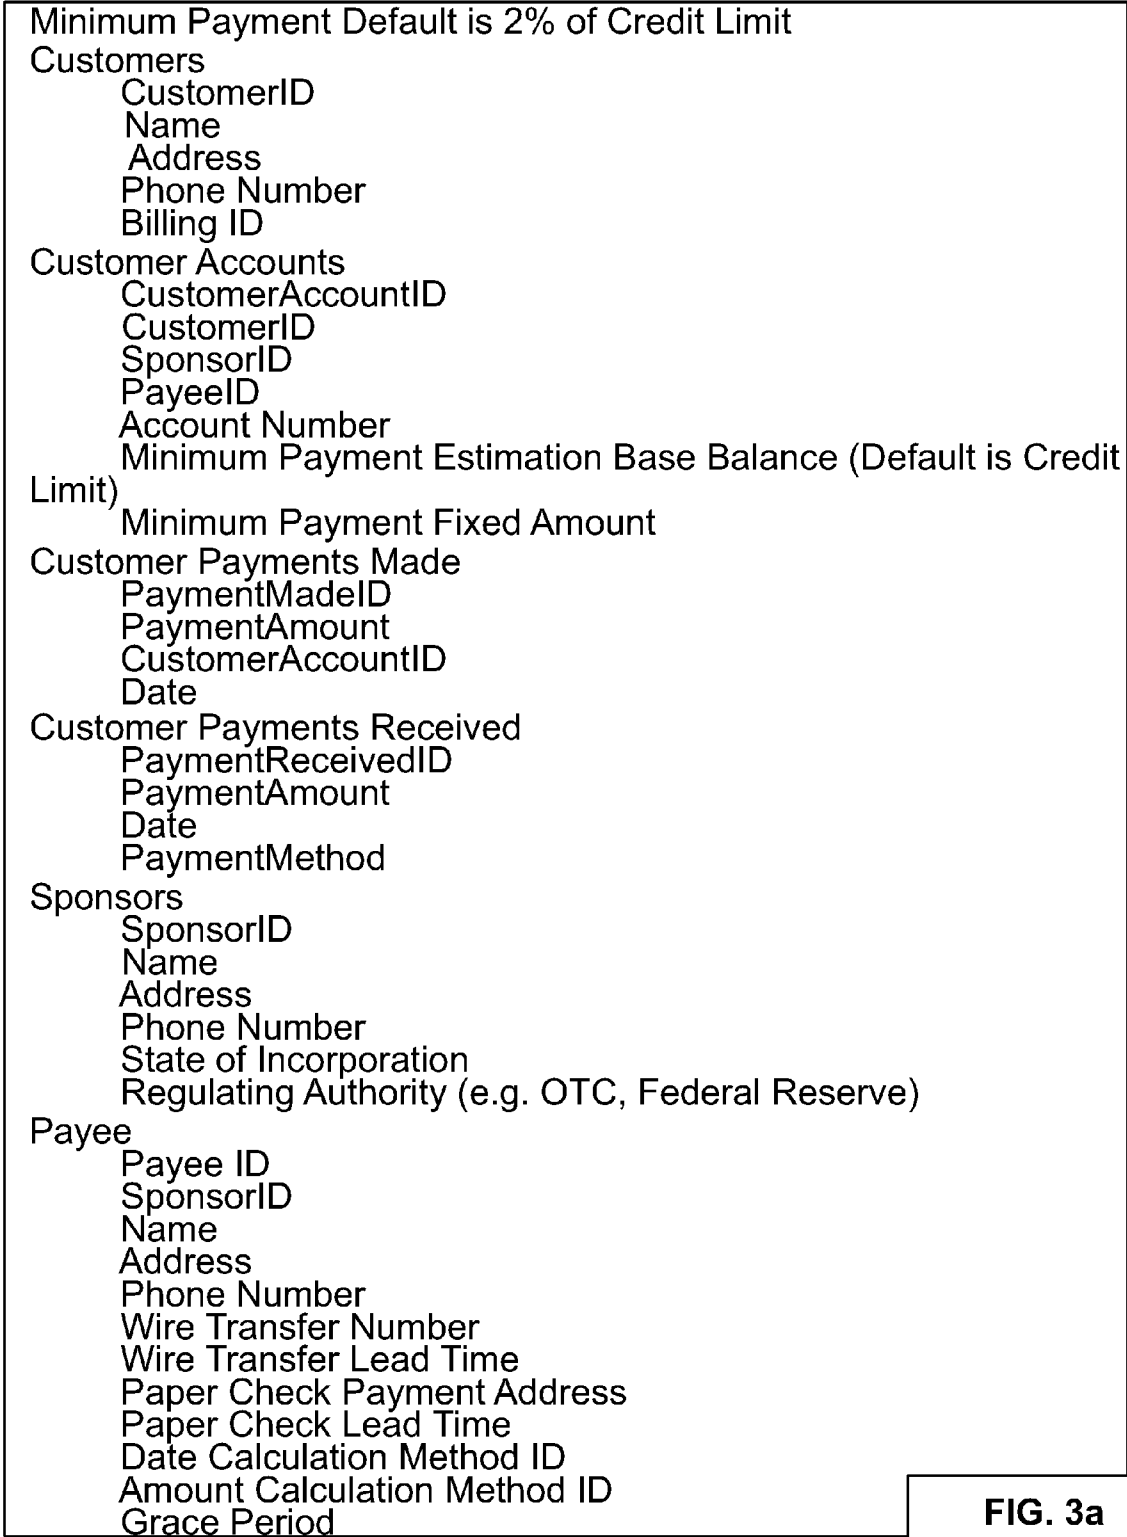 Minimum Payment Default is 2% of Credit Limit
Customers
CustomerID
Name
Address
Phone Number
Billing ID
Customer Accounts
CustomerAccountID
CustomerID
SponsorID
PayeeID
Account Number
Minimum Payment Estimation Base Balance (Default is Credit
Limit)
Minimum Payment Fixed Amount
Customer Payments Made
PaymentMadeID
PaymentAmount
CustomerAccountID
Date
Customer Payments Received
PaymentReceivedID
PaymentAmount
Date
PaymentMethod
Sponsors
SponsorID
Name
Address
Phone Number
State of Incorporation
Regulating Authority (e.g. OTC, Federal Reserve)
Payee
Payee ID
SponsorID
Name
Address
Phone Number
Wire Transfer Number
Wire Transfer Lead Time
Paper Check Payment Address
Paper Check Lead Time
Date Calculation Method ID
Amount Calculation Method ID
Grace Period
FIG. 3a